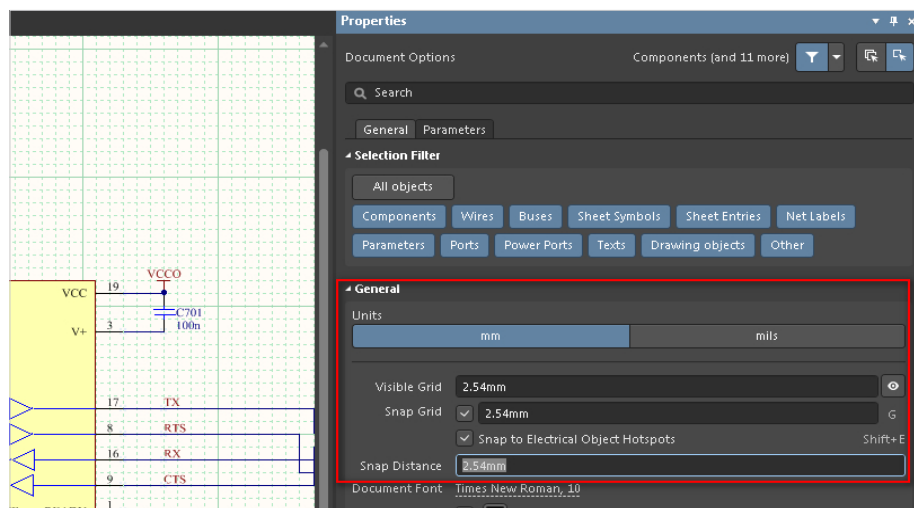 Properties
Document Options Components (and 11 more)
Search
General Parameters
Selection Filter
All objects
Components Wires Buses Sheet Symbols Sheet Entries Net Labels
Parameters Ports Power Ports Texts Drawing objects Other
General
Units
mm mils
Visible Grid 2.54mm
Snap Grid 2.54mm G
Snap to Electrical Object Hotspots Shift+E
Snap Distance 2.54mm
Document Font Times New Roman, 10
VCCO
VCC 19
C701
V+ 3 100n
17 TX
8 RTS
16 RX
9 CTS
1